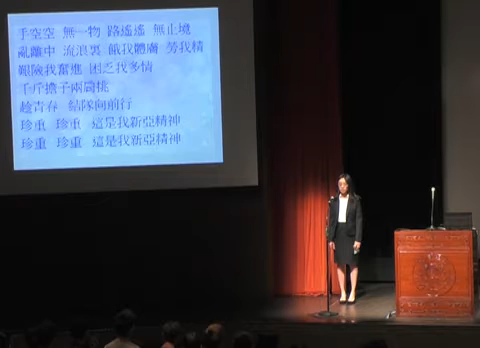 手空空 無一物 路遙遙 無止境
亂離中 流浪裏 餓我體膚 勞我精
艱險我奮進 困乏我多情
千斤擔子兩肩挑
趁青春 結隊向前行
珍重 珍重 這是我新亞精神
珍重 珍重 這是我新亞精神